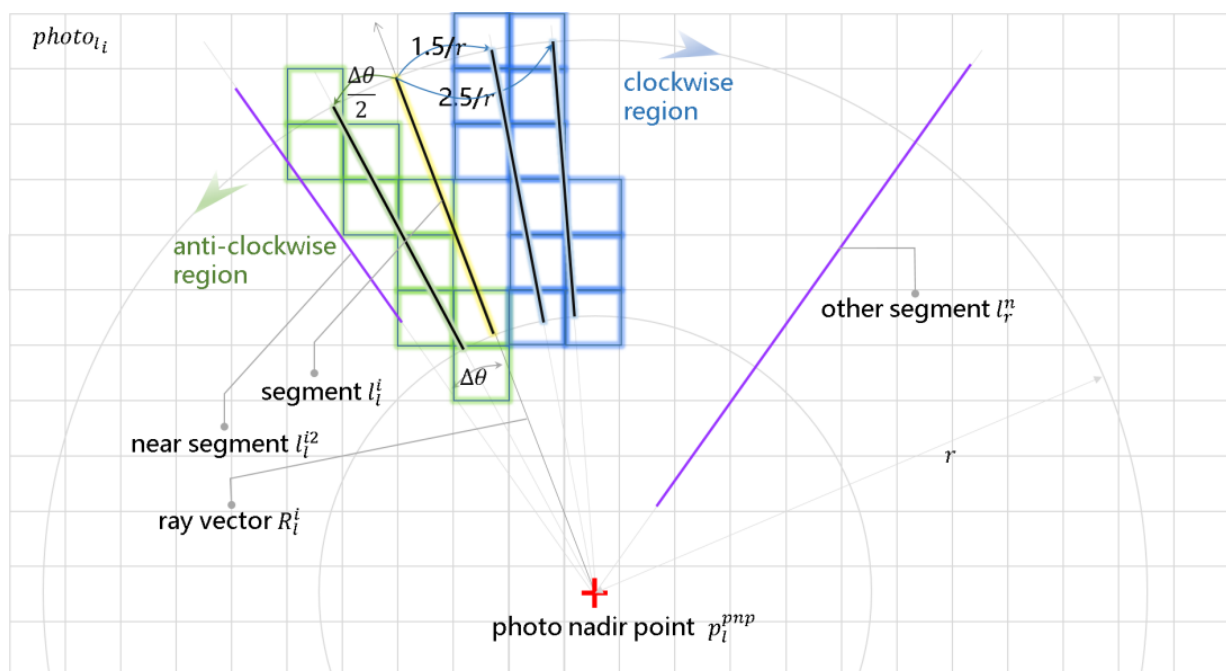 photo_{l_i}
1.5/r
Δθ/2
2.5/r
clockwise
region
anti-clockwise
region
other segment l_r^n
segment l_l^i
Δθ
near segment l_l^{i2}
r
ray vector R_l^i
photo nadir point p_l^{pnp}